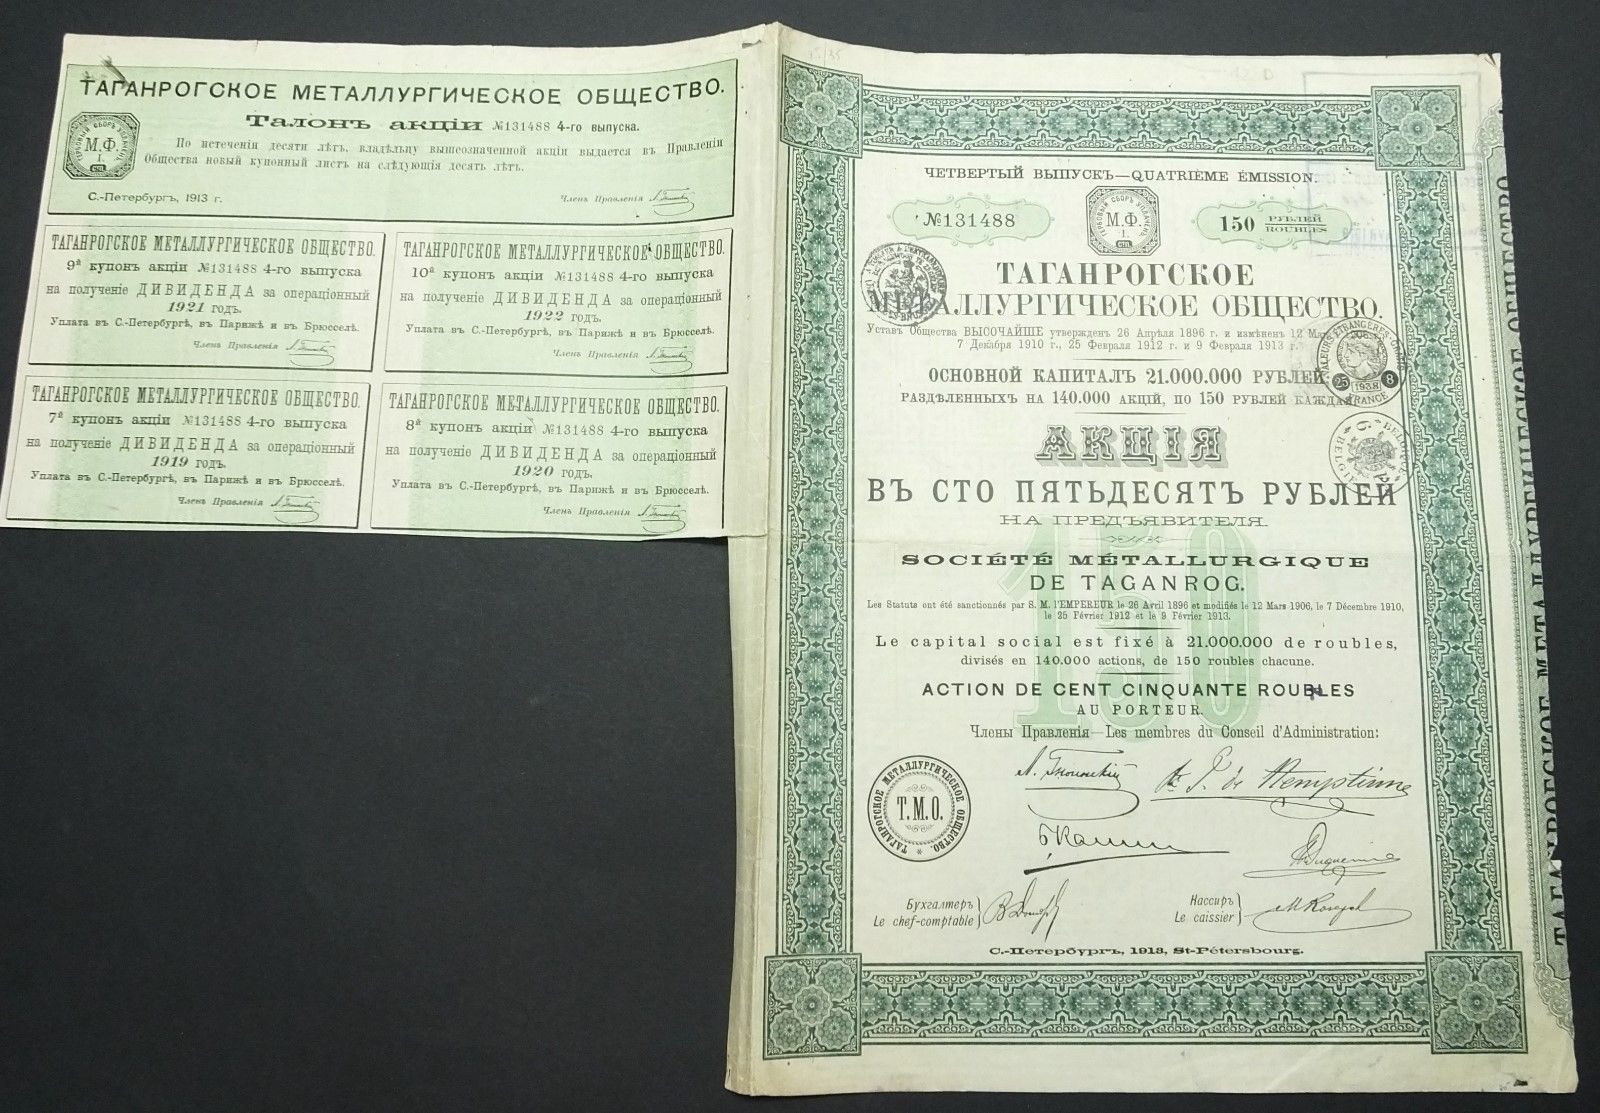 ТАГАНРОГСКОЕ МЕТАЛЛУРГИЧЕСКОЕ ОБЩЕСТВО.
Талонъ акціи №131488 4-го выпуска.
М.Ф.
По истеченіи десяти лѣтъ, владѣльцу вышеозначенной акціи выдается въ Правленіи
Общества новый купонный листъ на слѣдующія десять лѣтъ.
С.-Петербургъ, 1913 г.
Членъ Правленія
ТАГАНРОГСКОЕ МЕТАЛЛУРГИЧЕСКОЕ ОБЩЕСТВО.
9й купонъ акціи №131488 4-го выпуска
на полученіе ДИВИДЕНДА за операціонный
1921 годъ.
Уплата въ С.-Петербургѣ, въ Парижѣ и въ Брюсселѣ.
Членъ Правленія
ТАГАНРОГСКОЕ МЕТАЛЛУРГИЧЕСКОЕ ОБЩЕСТВО.
10й купонъ акціи №131488 4-го выпуска
на полученіе ДИВИДЕНДА за операціонный
1922 годъ.
Уплата въ С.-Петербургѣ, въ Парижѣ и въ Брюсселѣ.
Членъ Правленія
ТАГАНРОГСКОЕ МЕТАЛЛУРГИЧЕСКОЕ ОБЩЕСТВО.
7й купонъ акціи №131488 4-го выпуска
на полученіе ДИВИДЕНДА за операціонный
1919 годъ.
Уплата въ С.-Петербургѣ, въ Парижѣ и въ Брюсселѣ.
Членъ Правленія
ТАГАНРОГСКОЕ МЕТАЛЛУРГИЧЕСКОЕ ОБЩЕСТВО.
8й купонъ акціи №131488 4-го выпуска
на полученіе ДИВИДЕНДА за операціонный
1920 годъ.
Уплата въ С.-Петербургѣ, въ Парижѣ и въ Брюсселѣ.
Членъ Правленія
ЧЕТВЕРТЫЙ ВЫПУСКЪ—QUATRIÈME ÉMISSION.
№131488
ГЕРБОВЫЙ СБОРЪ УПЛАЧЕНЪ
М.Ф.
150 РУБЛЕЙ ROUBLES
ТАГАНРОГСКОЕ
МЕТАЛЛУРГИЧЕСКОЕ ОБЩЕСТВО.
Уставъ Общества ВЫСОЧАЙШЕ утвержденъ 26 Апрѣля 1896 г. и измѣненъ 12
7 Декабря 1910 г., 25 Февраля 1912 г. и 9 Февраля 1913 г.
VALEURS ÉTRANGÈRES
25 1938 8
FRANCE
ОСНОВНОЙ КАПИТАЛЪ 21.000.000 РУБЛЕЙ
РАЗДѢЛЕННЫХЪ НА 140.000 АКЦІЙ, ПО 150 РУБЛЕЙ КАЖДАЯ.
АКЦІЯ
ВЪ СТО ПЯТЬДЕСЯТЪ РУБЛЕЙ
НА ПРЕДЪЯВИТЕЛЯ.
150
SOCIÉTÉ MÉTALLURGIQUE
DE TAGANROG.
Les Statuts ont été sanctionnés par S. M. l'EMPEREUR le 26 Avril 1896 et modifiés le 12 Mars 1906, le 7 Décembre 1910,
le 25 Février 1912 et le 9 Février 1913.
Le capital social est fixé à 21.000.000 de roubles,
divisés en 140.000 actions, de 150 roubles chacune.
ACTION DE CENT CINQUANTE ROUBLES
AU PORTEUR.
Члены Правленія—Les membres du Conseil d'Administration:
ТАГАНРОГСКОЕ МЕТАЛЛУРГИЧЕСКОЕ ОБЩЕСТВО.
Т.М.О.
Бухгалтеръ
Le chef-comptable
Кассиръ
Le caissier
С.-Петербургъ, 1913, St-Pétersbourg.
ТАГАНРОГСКОЕ МЕТАЛЛУРГИЧЕСКОЕ ОБЩЕСТВО